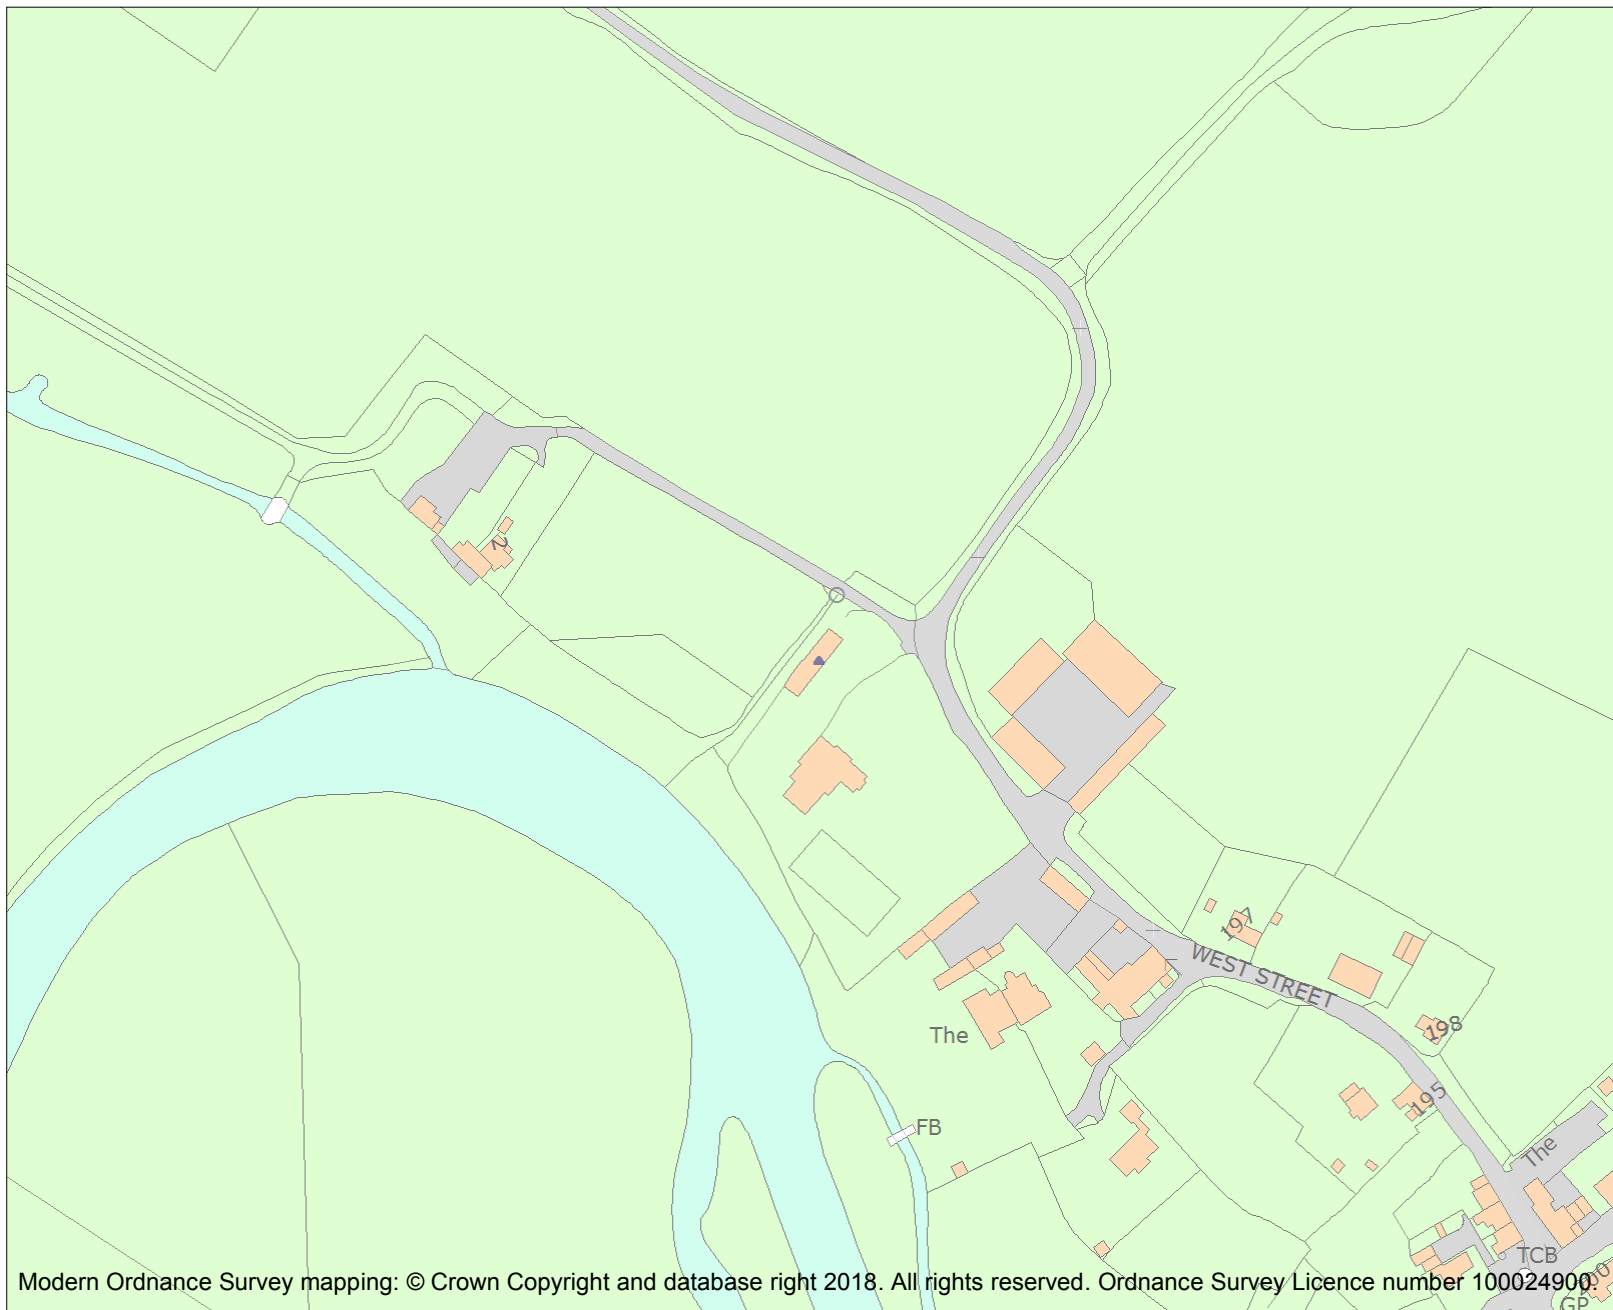 2
197
WEST STREET
The
198
195
FB
The
TCB
Modern Ordnance Survey mapping: © Crown Copyright and database right 2018. All rights reserved. Ordnance Survey Licence number 100024900.
GP